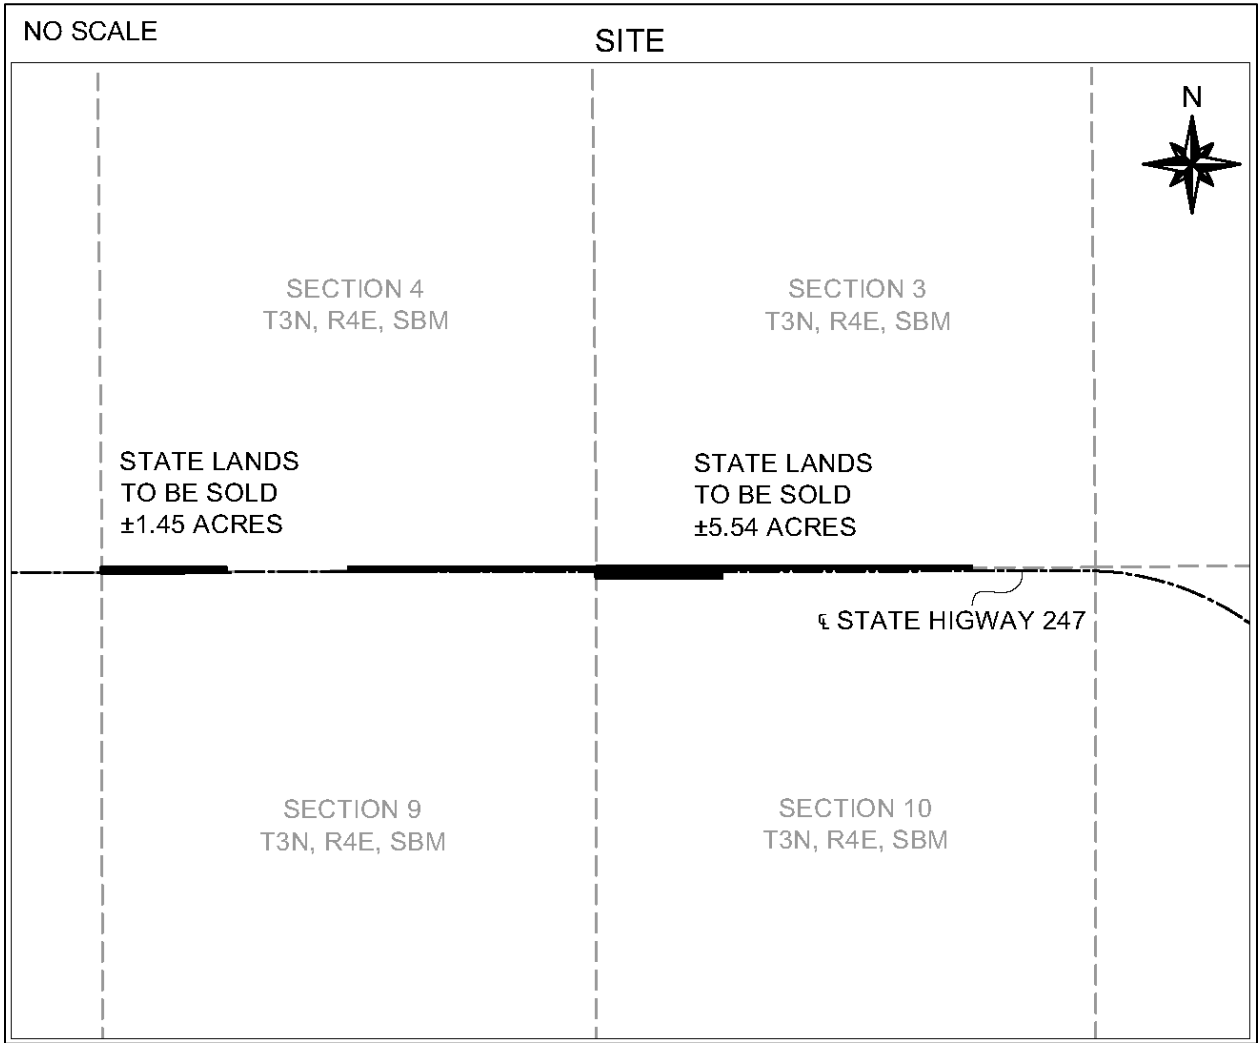 NO SCALE
SITE
N
SECTION 4
T3N, R4E, SBM
SECTION 3
T3N, R4E, SBM
STATE LANDS
TO BE SOLD
±1.45 ACRES
STATE LANDS
TO BE SOLD
±5.54 ACRES
℄ STATE HIGWAY 247
SECTION 9
T3N, R4E, SBM
SECTION 10
T3N, R4E, SBM